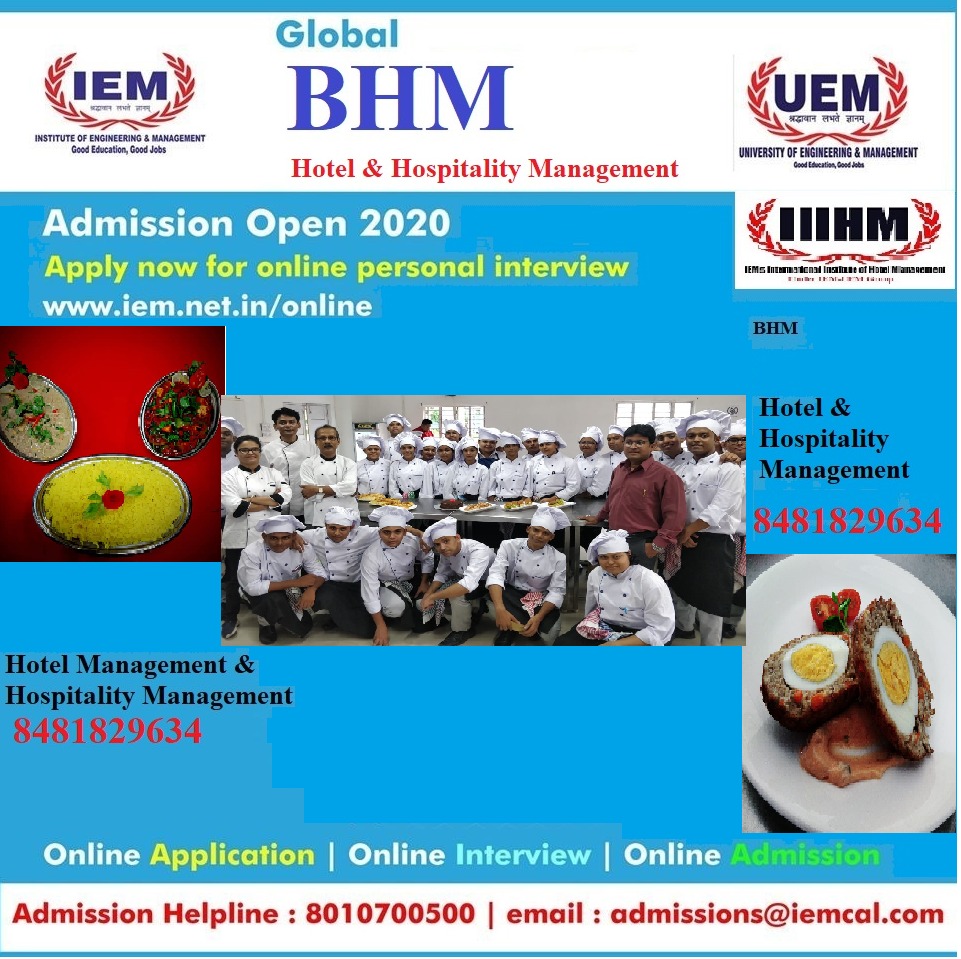 Global
BHM
Hotel & Hospitality Management
IEM
श्रद्धावान लभते ज्ञानम्
INSTITUTE OF ENGINEERING & MANAGEMENT
Good Education, Good Jobs
UEM
श्रद्धावान लभते ज्ञानम्
UNIVERSITY OF ENGINEERING & MANAGEMENT
Good Education, Good Jobs
IIIHM
IEMs International Institute of Hotel Mianagement
Admission Open 2020
Apply now for online personal interview
www.iem.net.in/online
BHM
Hotel &
Hospitality
Management
8481829634
Hotel Management &
Hospitality Management
8481829634
Online Application | Online Interview | Online Admission
Admission Helpline : 8010700500 | email : admissions@iemcal.com